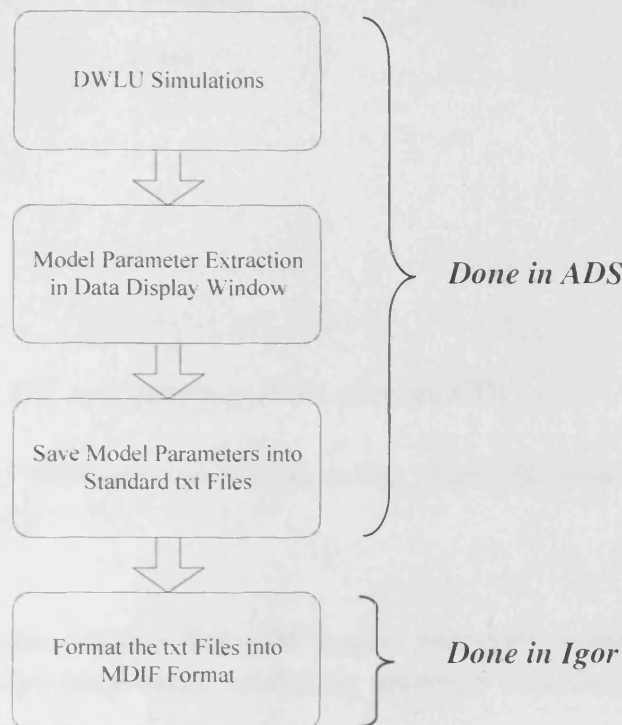 DWLU Simulations
Model Parameter Extraction
in Data Display Window
Done in ADS
Save Model Parameters into
Standard txt Files
Format the txt Files into
MDIF Format
Done in Igor